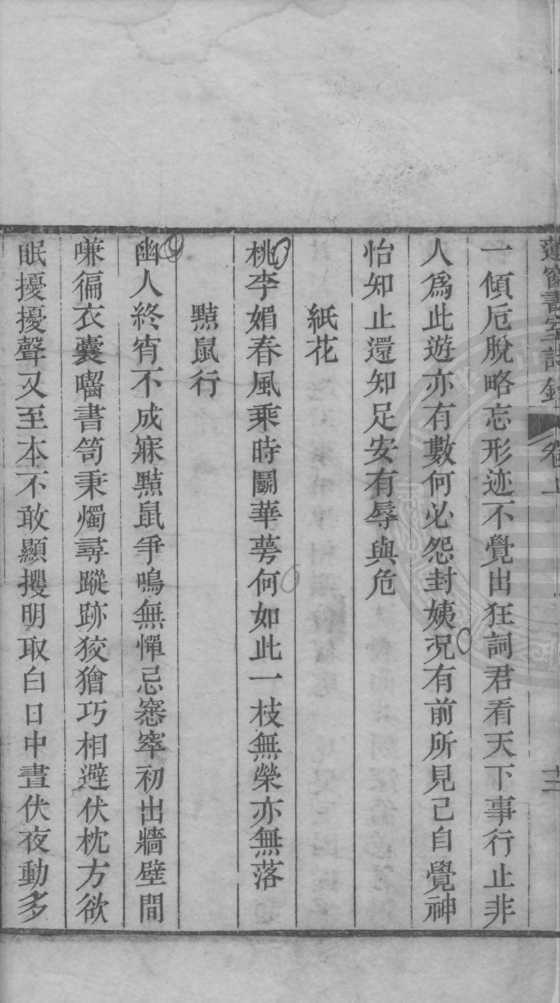 書室詩
一傾卮脫略忘形迹不覺出狂詞君看天下事行止非
人爲此遊亦有數何必怨封姨況有前所見已自覺神
怡知止還知足安有辱與危
紙花
桃李媚春風乘時鬭華萼何如此一枝無榮亦無落
黠鼠行
幽人終宵不成寐黠鼠爭鳴無憚忌窸窣初出牆壁間
嗛徧衣囊囓書笥秉燭尋蹤跡狡獪巧相避伏枕方欲
眠擾擾聲又至本不敢顯搜明取白日中晝伏夜動多